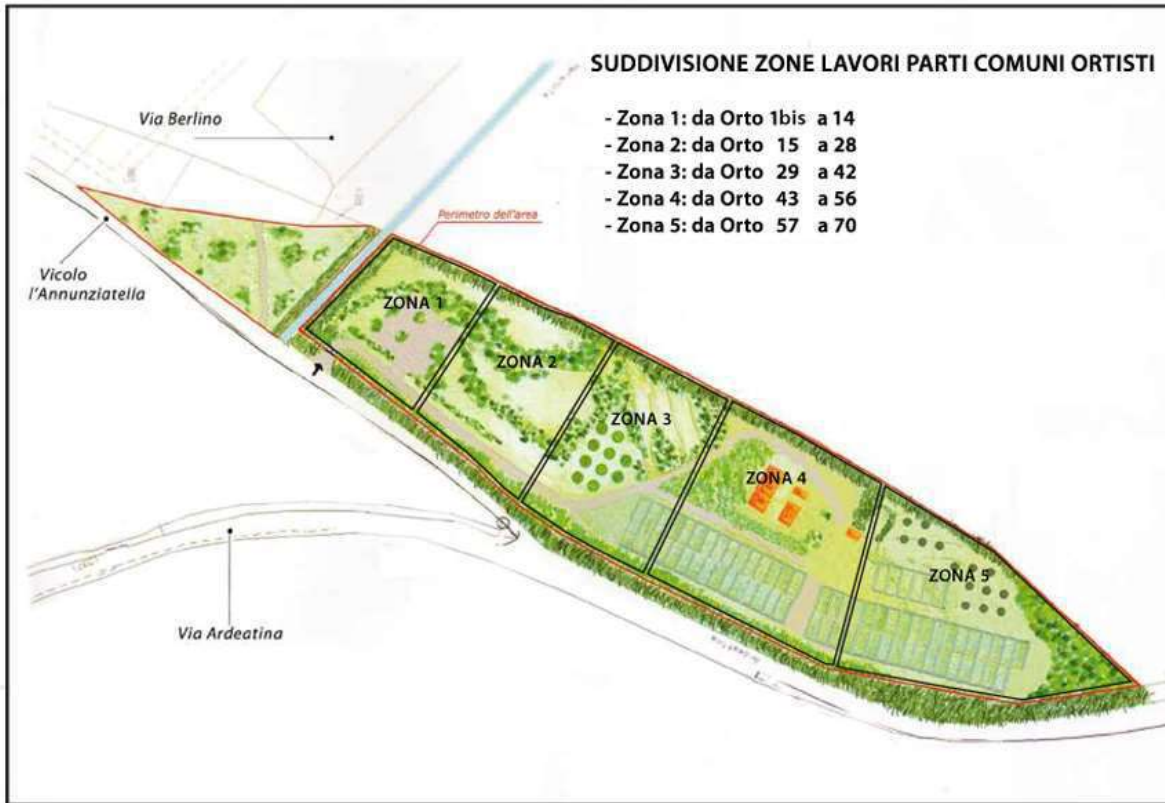 SUDDIVISIONE ZONE LAVORI PARTI COMUNI ORTISTI
- Zona 1: da Orto 1bis a 14
- Zona 2: da Orto 15 a 28
- Zona 3: da Orto 29 a 42
- Zona 4: da Orto 43 a 56
- Zona 5: da Orto 57 a 70
Via Berlino
Perimetro dell'area
Vicolo
l'Annunziatella
ZONA 1
ZONA 2
ZONA 3
ZONA 4
ZONA 5
Via Ardeatina